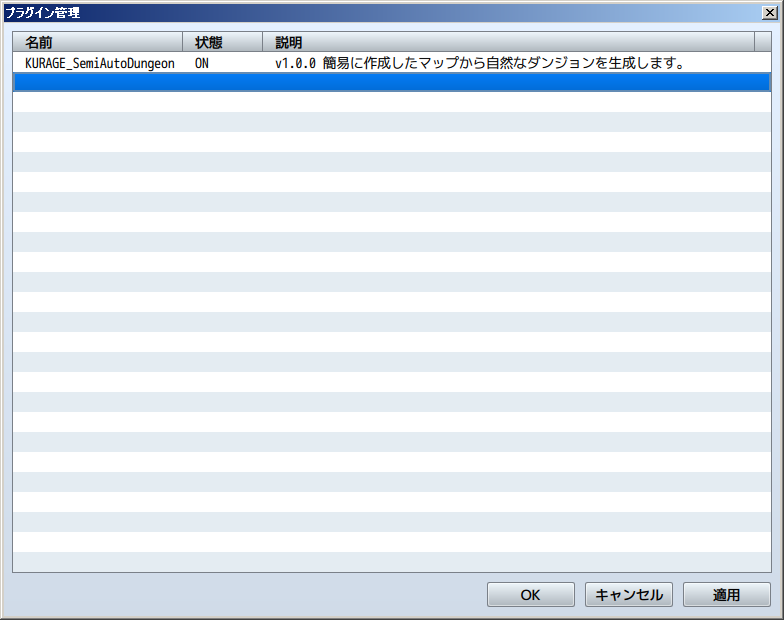 プラグイン管理
名前 状態 説明
KURAGE_SemiAutoDungeon ON v1.0.0 簡易に作成したマップから自然なダンジョンを生成します。
OK キャンセル 適用